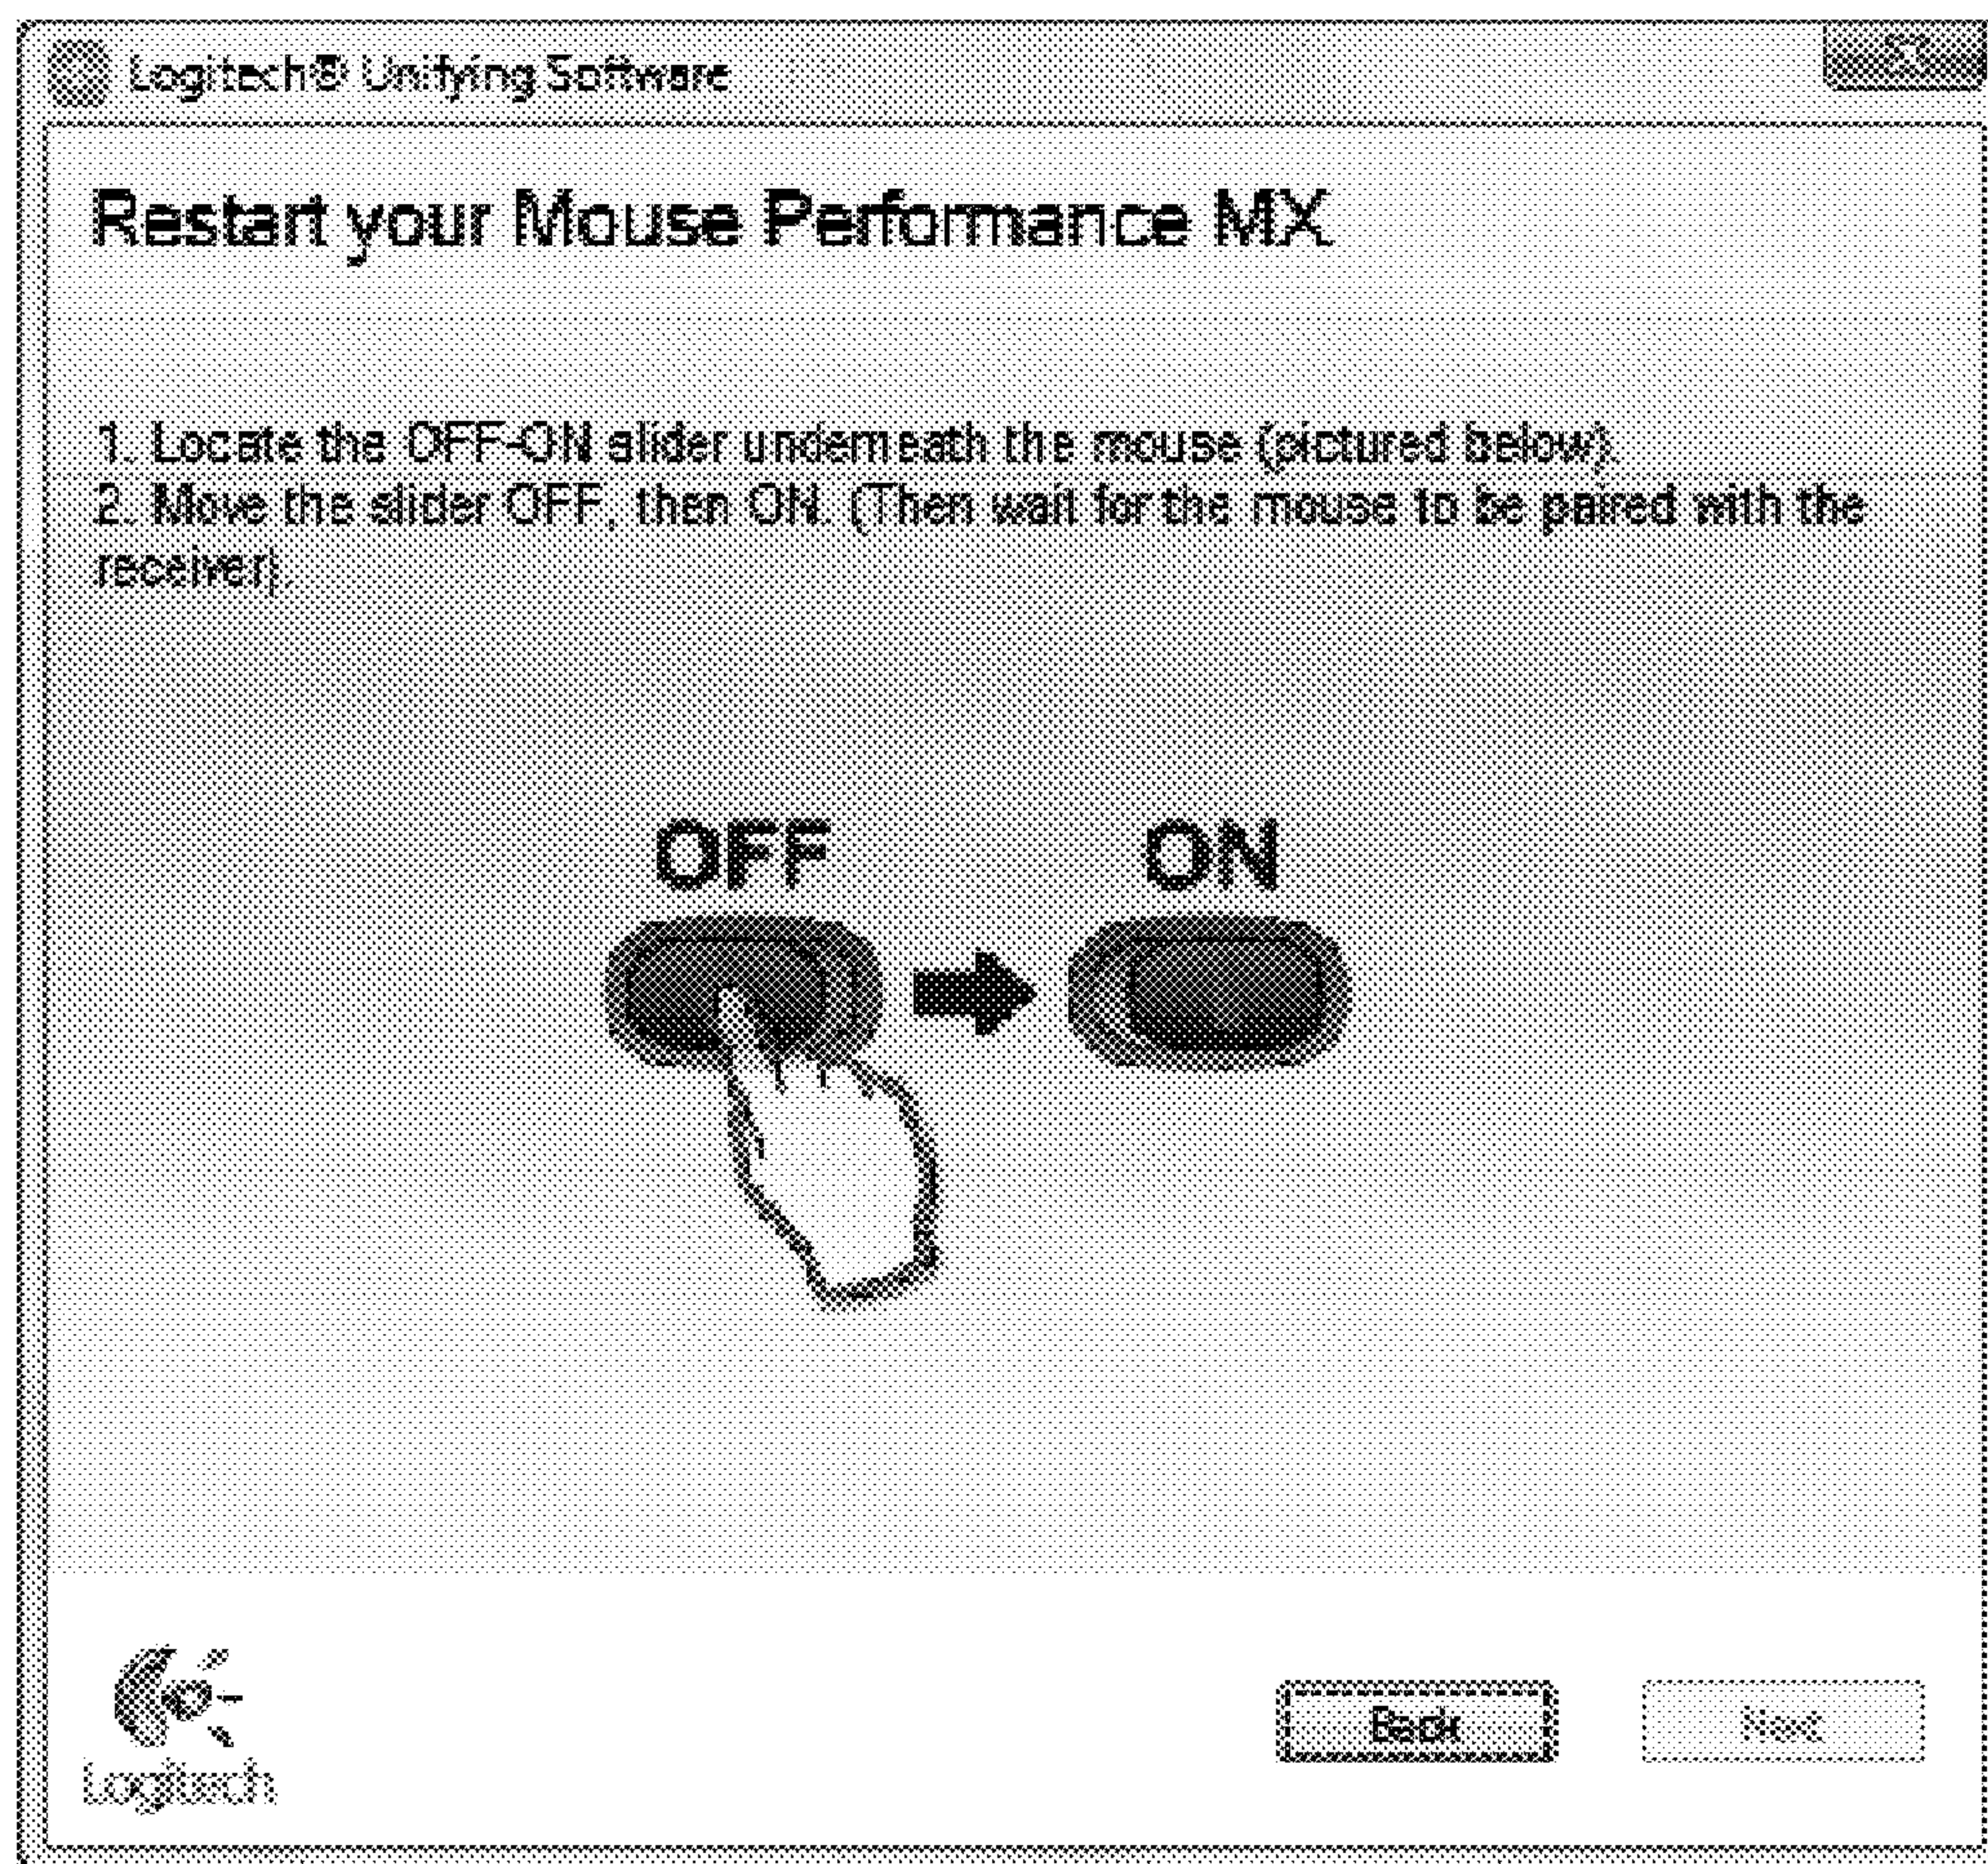 Logitech® Unifying Software
Restart your Mouse Performance MX
1. Locate the OFF-ON slider underneath the mouse (pictured below).
2. Move the slider OFF, then ON. (Then wait for the mouse to be paired with the
receiver).
OFF ON
Logitech
Back Next